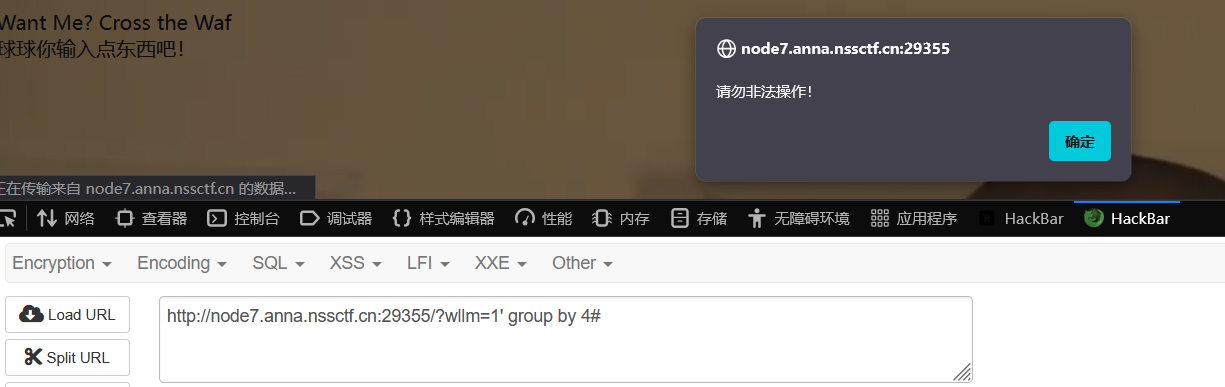 Want Me? Cross the Waf
球球你输入点东西吧！
node7.anna.nssctf.cn:29355
请勿非法操作！
确定
正在传输来自 node7.anna.nssctf.cn 的数据…
网络 查看器 控制台 调试器 样式编辑器 性能 内存 存储 无障碍环境 应用程序 HackBar HackBar
Encryption Encoding SQL XSS LFI XXE Other
Load URL
http://node7.anna.nssctf.cn:29355/?wllm=1' group by 4#
Split URL